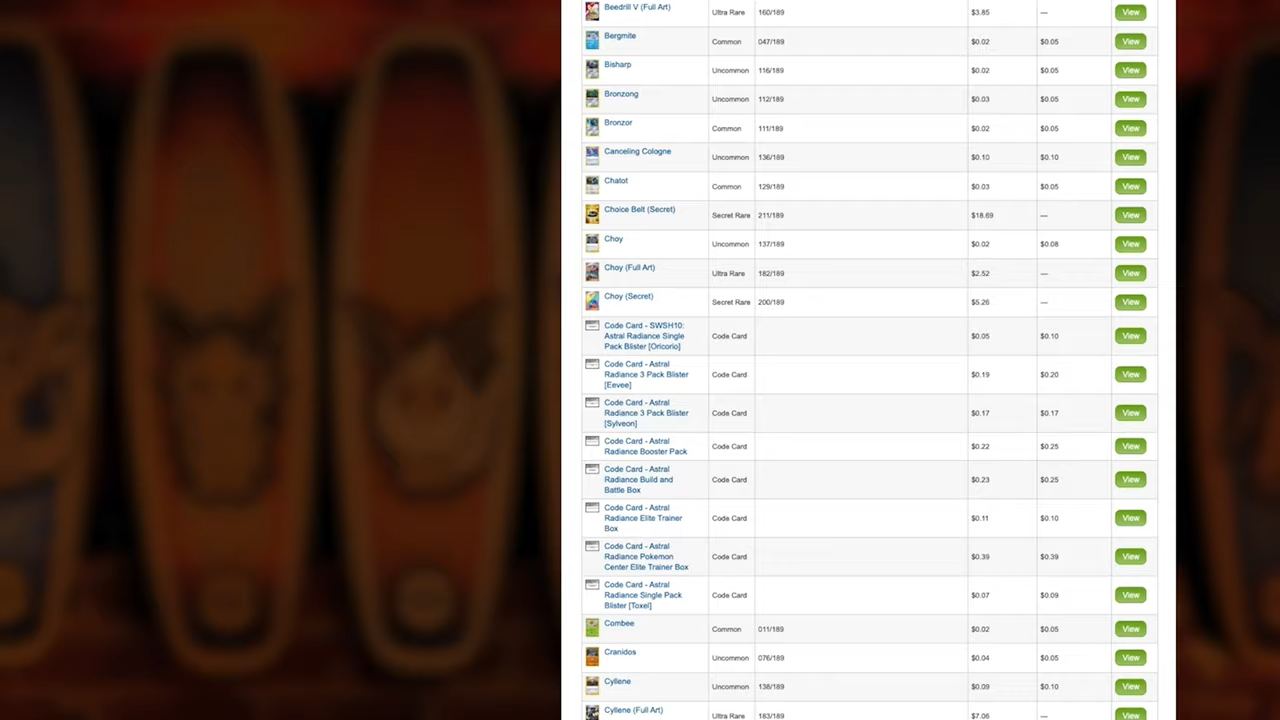 Beedrill V (Full Art) Ultra Rare 160/189 $3.85 — View
Bergmite Common 047/189 $0.02 $0.05 View
Bisharp Uncommon 116/189 $0.02 $0.05 View
Bronzong Uncommon 112/189 $0.03 $0.05 View
Bronzor Common 111/189 $0.02 $0.05 View
Canceling Cologne Uncommon 136/189 $0.10 $0.10 View
Chatot Common 129/189 $0.03 $0.05 View
Choice Belt (Secret) Secret Rare 211/189 $18.69 — View
Choy Uncommon 137/189 $0.02 $0.08 View
Choy (Full Art) Ultra Rare 182/189 $2.52 — View
Choy (Secret) Secret Rare 200/189 $5.26 — View
Code Card - SWSH10:
Astral Radiance Single Code Card $0.05 $0.10 View
Pack Blister [Oricorio]
Code Card - Astral
Radiance 3 Pack Blister Code Card $0.19 $0.20 View
[Eevee]
Code Card - Astral
Radiance 3 Pack Blister Code Card $0.17 $0.17 View
[Sylveon]
Code Card - Astral
Radiance Booster Pack Code Card $0.22 $0.25 View
Code Card - Astral
Radiance Build and Code Card $0.23 $0.25 View
Battle Box
Code Card - Astral
Radiance Elite Trainer Code Card $0.11 $0.10 View
Box
Code Card - Astral
Radiance Pokemon Code Card $0.39 $0.39 View
Center Elite Trainer Box
Code Card - Astral
Radiance Single Pack Code Card $0.07 $0.09 View
Blister [Toxel]
Combee Common 011/189 $0.02 $0.05 View
Cranidos Uncommon 076/189 $0.04 $0.05 View
Cyllene Uncommon 138/189 $0.09 $0.10 View
Cyllene (Full Art) Ultra Rare 183/189 $7.06 — View